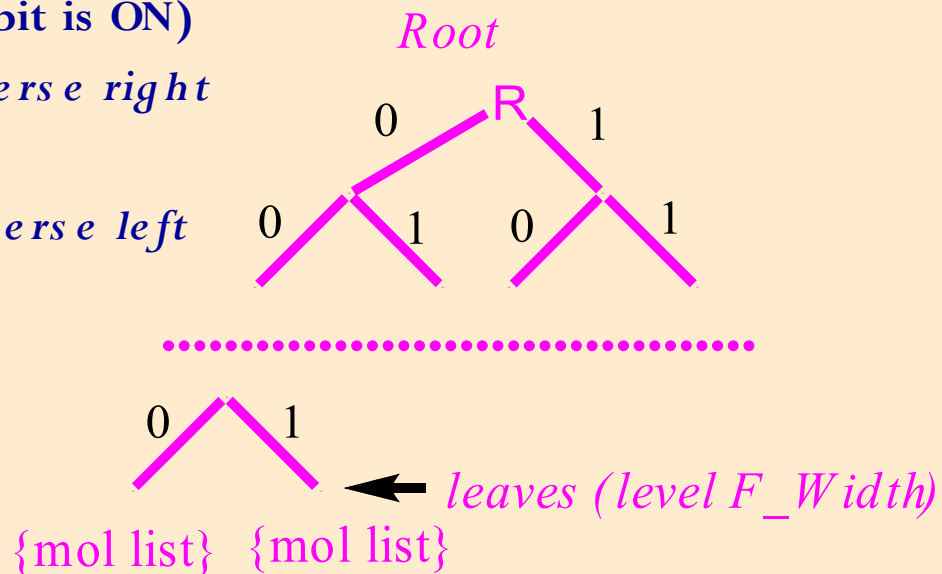 bit is ON)
Root
erse right
R
0
1
erse left
0
1
0
1
0
1
leaves (level F_Width)
{mol list} {mol list}